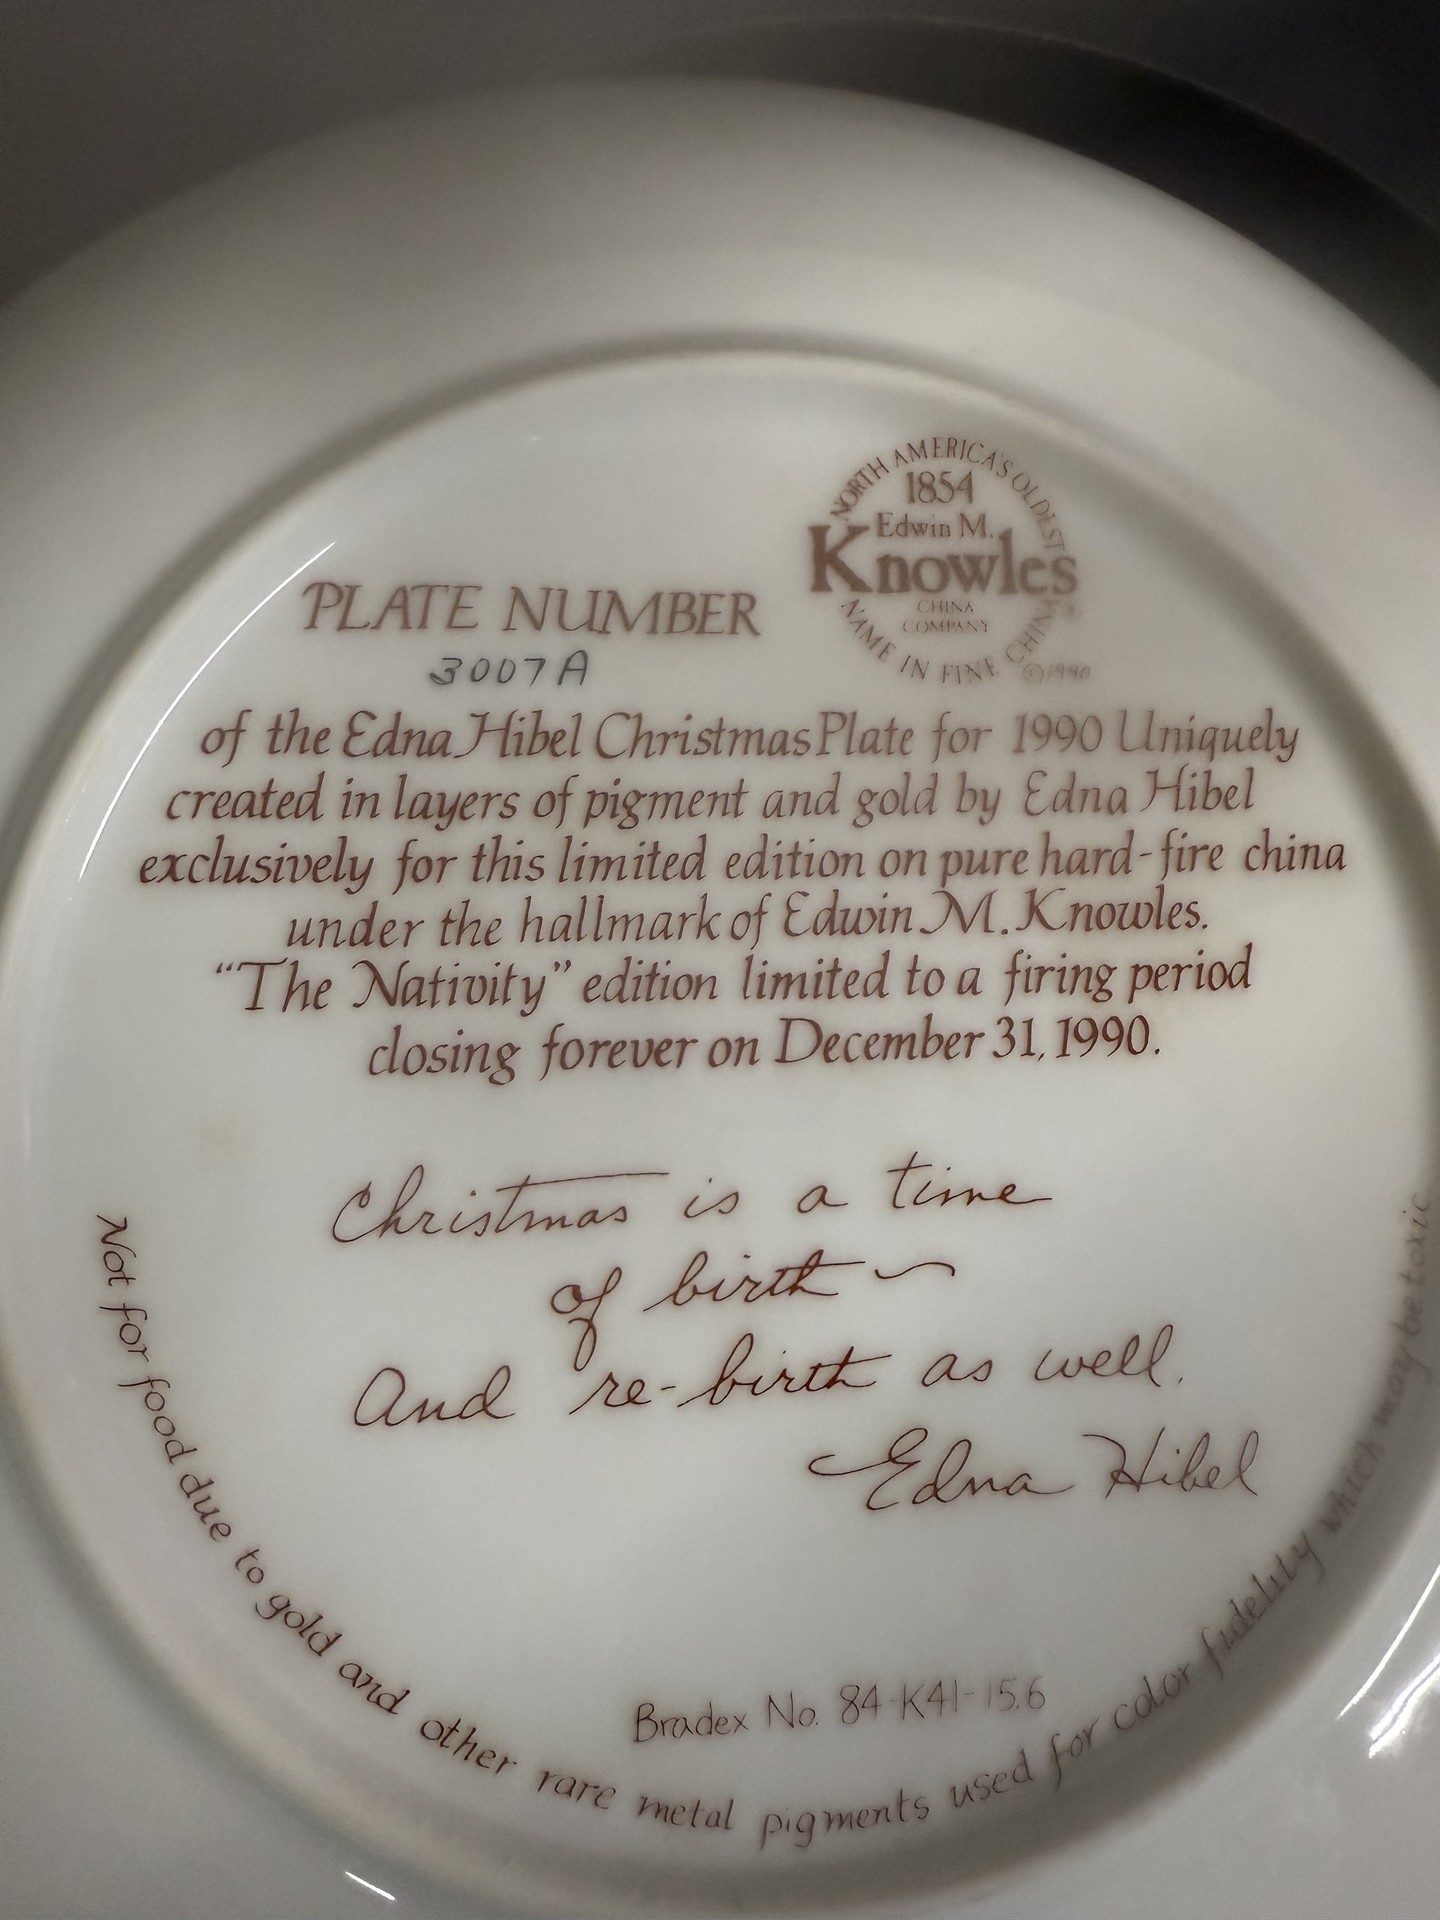 NORTH AMERICA'S OLDEST
1854
Edwin M.
Knowles
CHINA
COMPANY
NAME IN FINE CHINA
©1990
PLATE NUMBER
3007A
of the Edna Hibel Christmas Plate for 1990 Uniquely
created in layers of pigment and gold by Edna Hibel
exclusively for this limited edition on pure hard-fire china
under the hallmark of Edwin M. Knowles.
“The Nativity” edition limited to a firing period
closing forever on December 31, 1990.
Christmas is a time
of birth ~
And re-birth as well.
Edna Hibel
Bradex No. 84-K41-15.6
Not for food due to gold and other rare metal pigments used for color fidelity which may be toxic